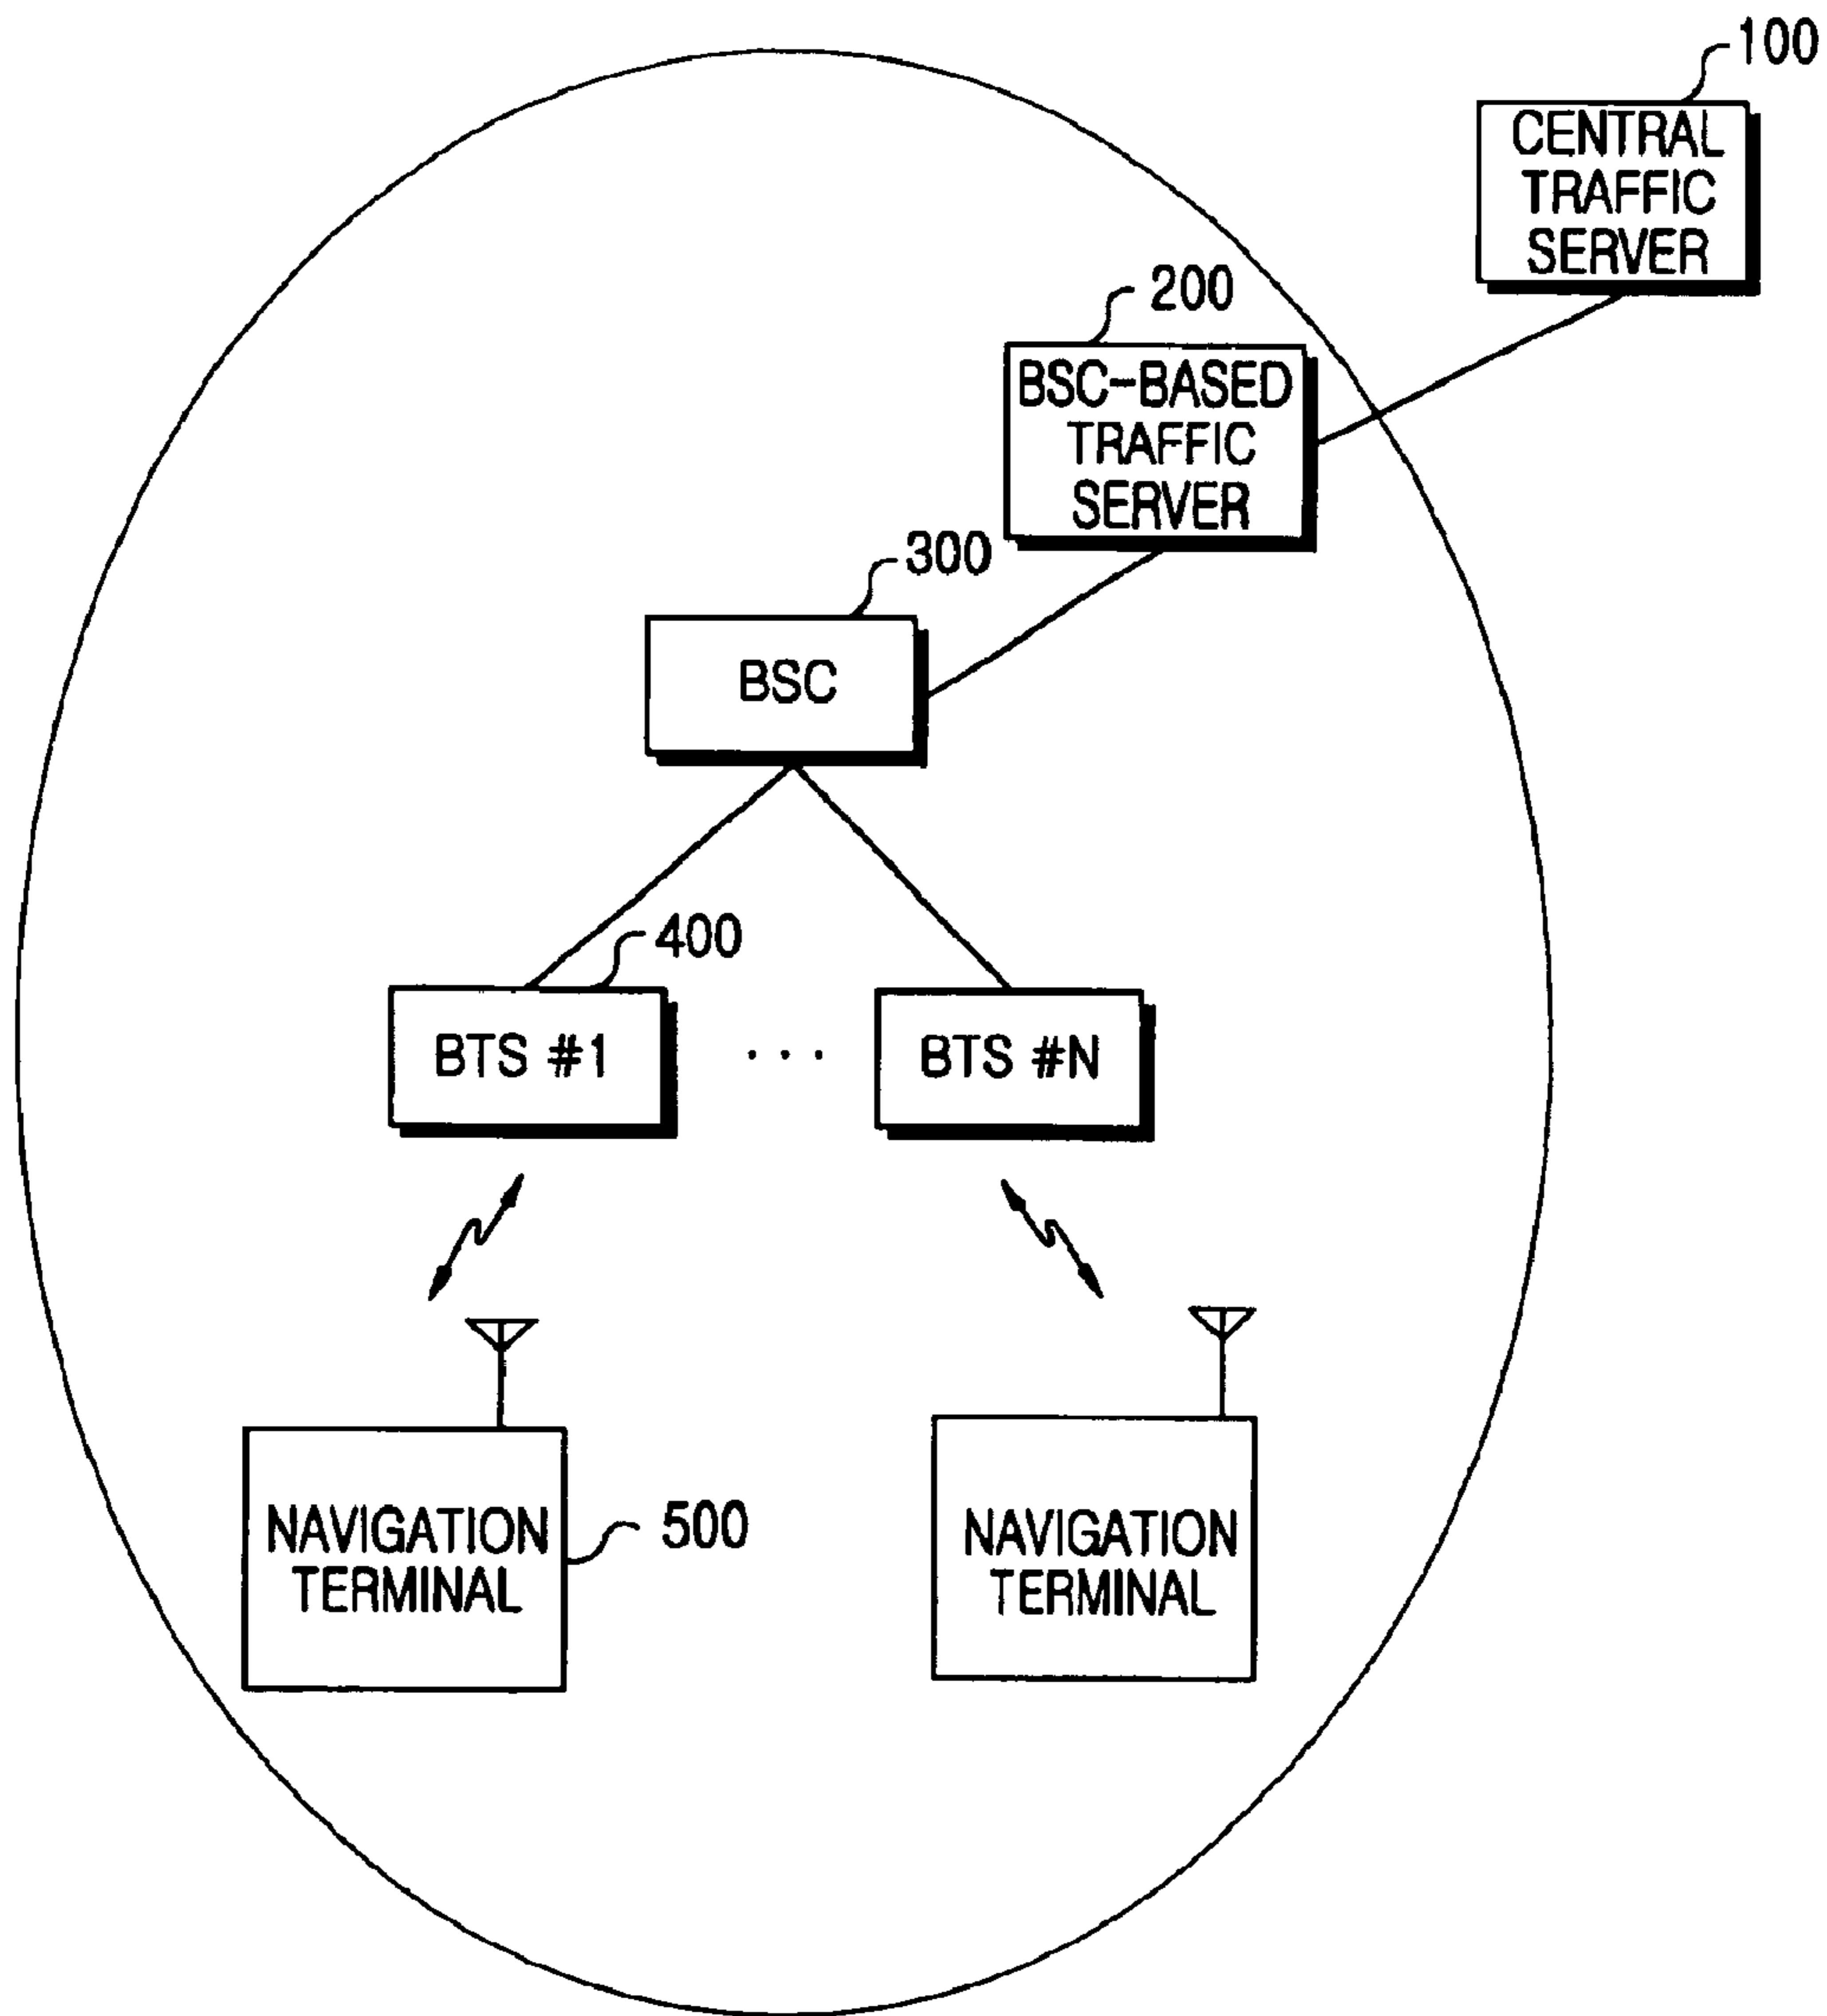 100
CENTRAL
TRAFFIC
SERVER
200
BSC-BASED
TRAFFIC
SERVER
300
BSC
400
BTS #1
...
BTS #N
NAVIGATION
TERMINAL
500
NAVIGATION
TERMINAL